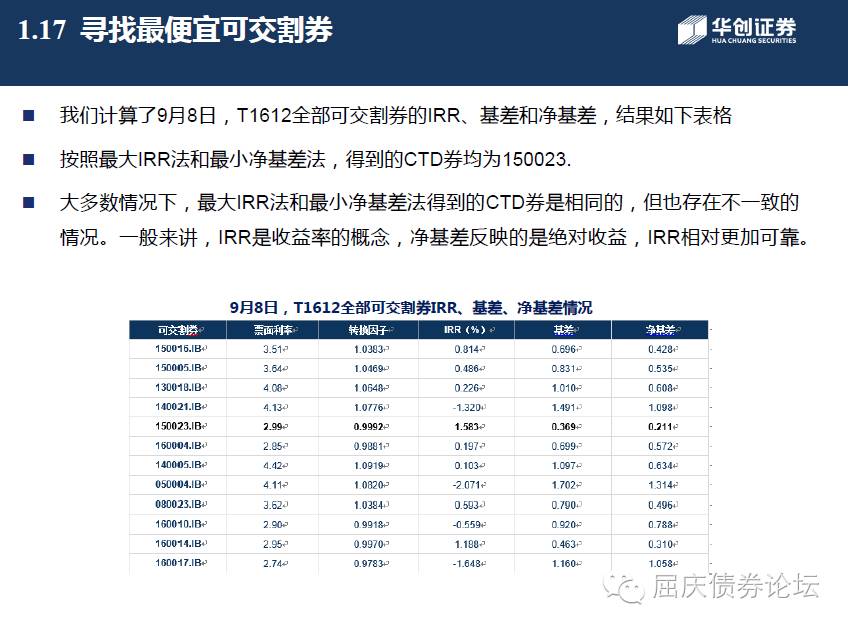 1.17 寻找最便宜可交割券
华创证券
HUA CHUANG SECURITIES
■ 我们计算了9月8日，T1612全部可交割券的IRR、基差和净基差，结果如下表格
■ 按照最大IRR法和最小净基差法，得到的CTD券均为150023.
■ 大多数情况下，最大IRR法和最小净基差法得到的CTD券是相同的，但也存在不一致的
情况。一般来讲，IRR是收益率的概念，净基差反映的是绝对收益，IRR相对更加可靠。
9月8日，T1612全部可交割券IRR、基差、净基差情况
可交割券 票面利率 转换因子 IRR（%） 基差 净基差
150016.IB 3.51 1.0383 0.814 0.696 0.428
150005.IB 3.64 1.0469 0.486 0.831 0.535
130018.IB 4.08 1.0648 0.226 1.010 0.608
140021.IB 4.13 1.0776 -1.320 1.491 1.098
150023.IB 2.99 0.9992 1.583 0.369 0.211
160004.IB 2.85 0.9881 0.197 0.699 0.572
140005.IB 4.42 1.0919 0.103 1.097 0.634
050004.IB 4.11 1.0820 -2.071 1.702 1.314
080023.IB 3.62 1.0384 0.593 0.790 0.496
160010.IB 2.90 0.9918 -0.559 0.920 0.788
160014.IB 2.95 0.9970 1.188 0.463 0.310
160017.IB 2.74 0.9783 -1.648 1.160 1.058
屈庆债券论坛